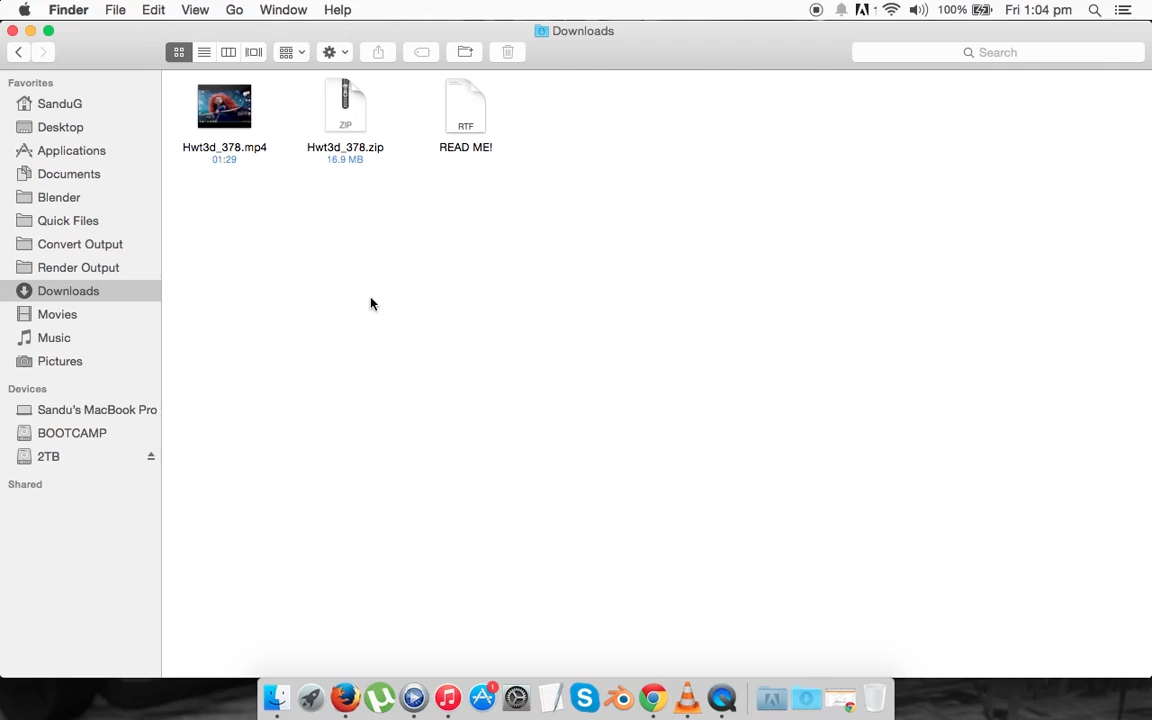 Finder File Edit View Go Window Help 100% Fri 1:04 pm
Downloads
Search
Favorites
SanduG
Desktop
Applications
Documents
Blender
Quick Files
Convert Output
Render Output
Downloads
Movies
Music
Pictures
Devices
Sandu's MacBook Pro
BOOTCAMP
2TB
Shared
ZIP
RTF
Hwt3d_378.mp4 Hwt3d_378.zip READ ME!
01:29 16.9 MB
1